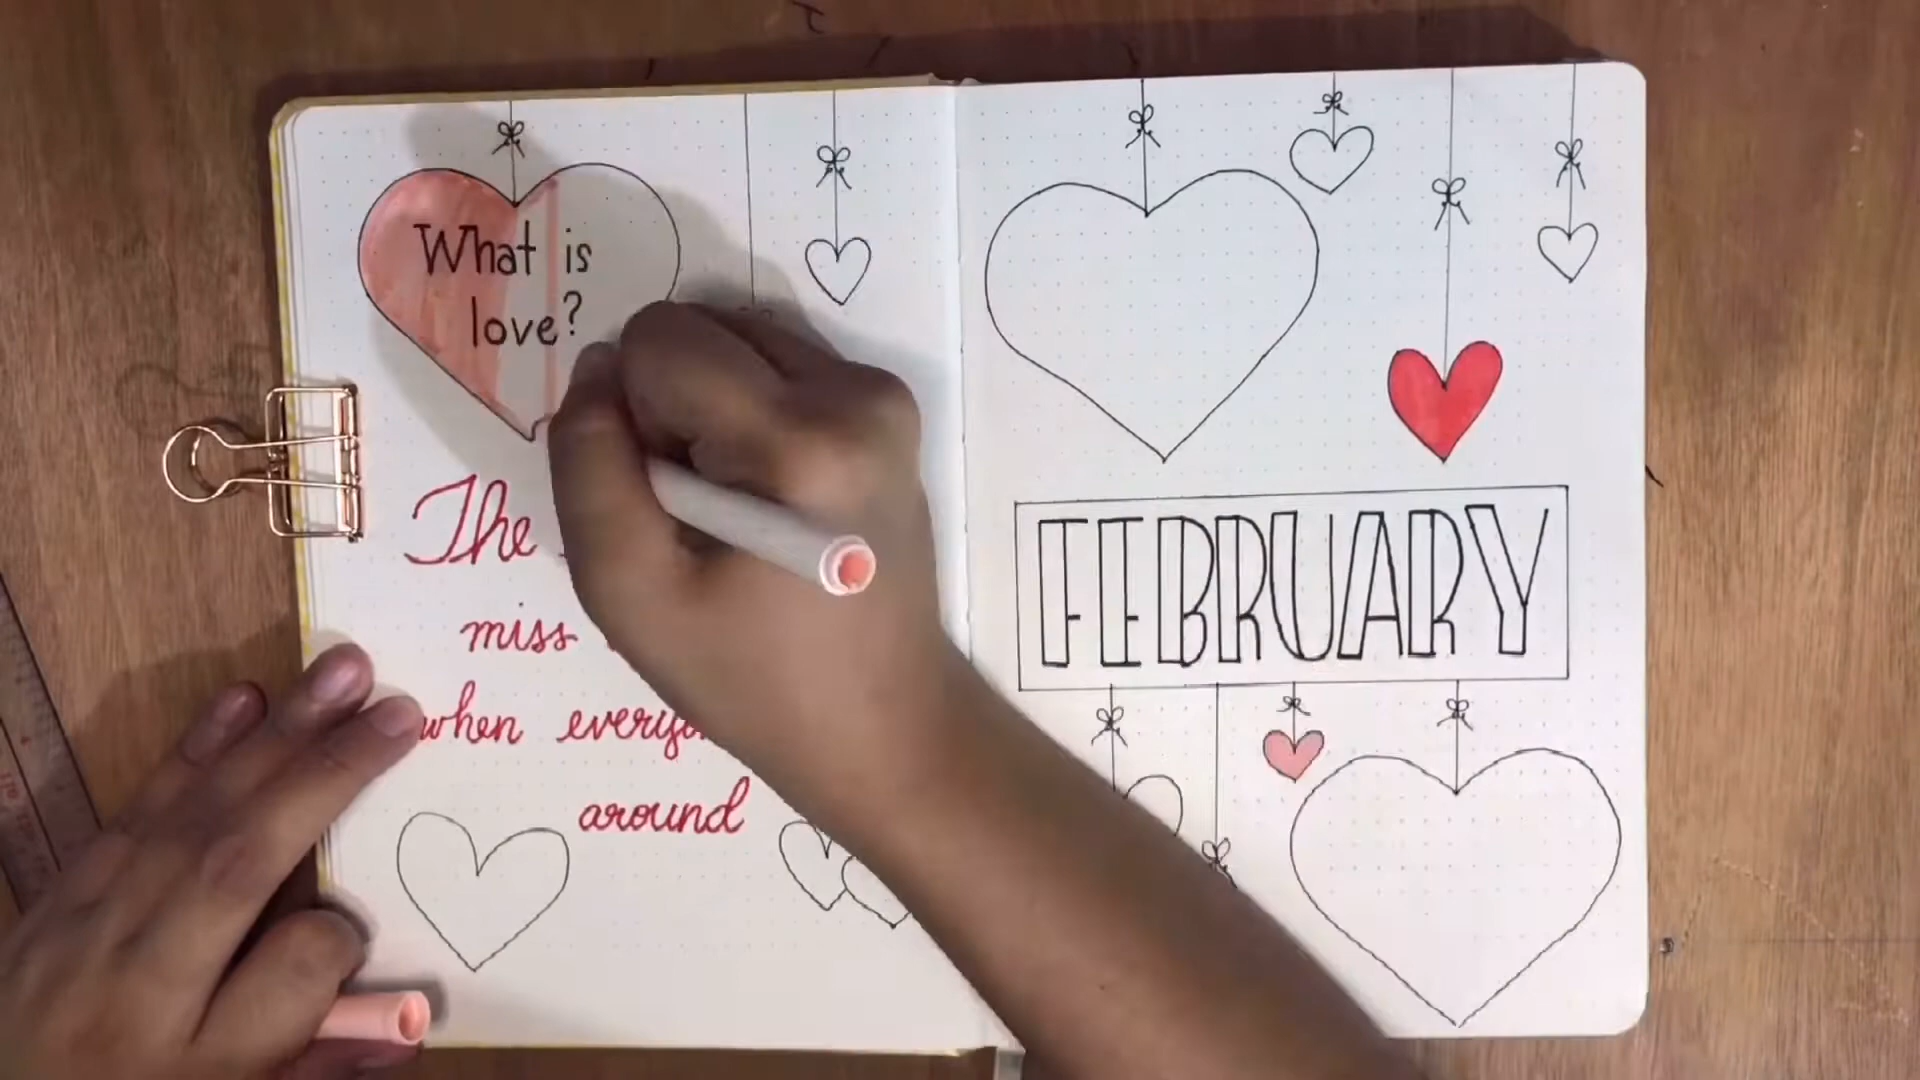 What is
love?
The
miss
when
around
FEBRUARY